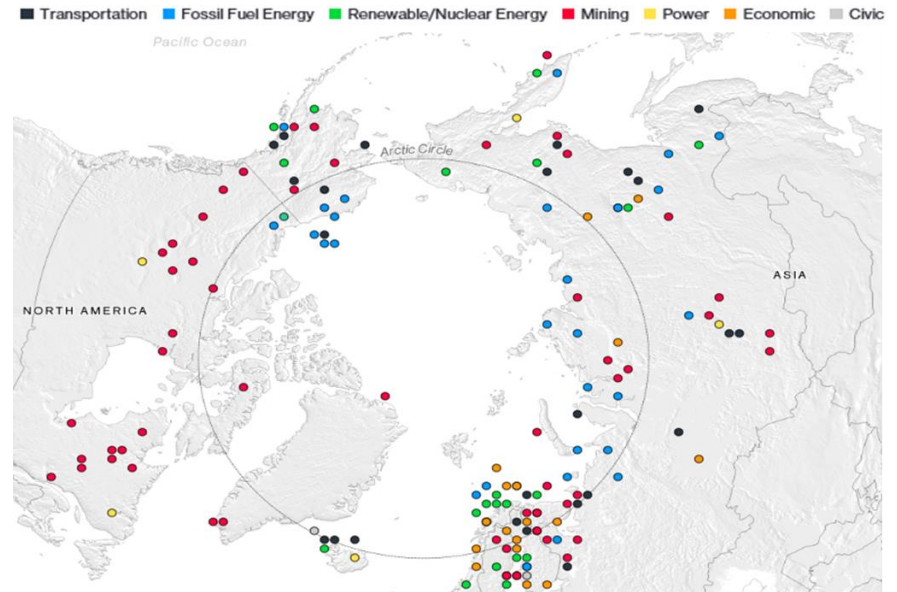 Transportation Fossil Fuel Energy Renewable/Nuclear Energy Mining Power Economic Civic
Pacific Ocean
Arctic Circle
ASIA
NORTH AMERICA